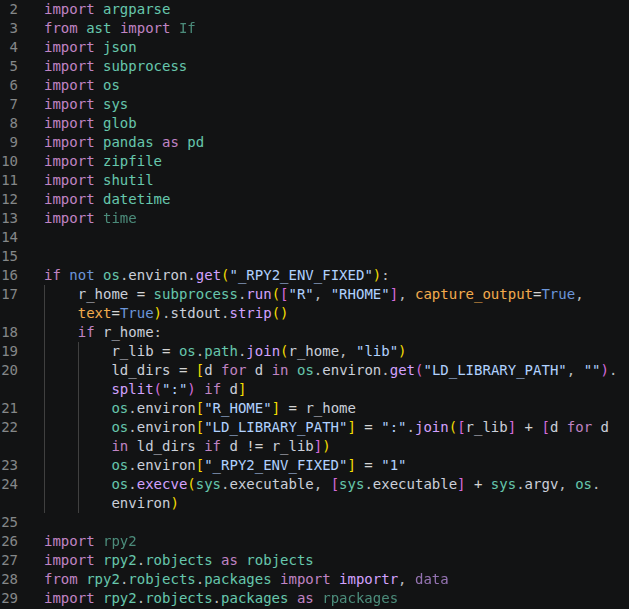 2 import argparse
3 from ast import If
4 import json
5 import subprocess
6 import os
7 import sys
8 import glob
9 import pandas as pd
10 import zipfile
11 import shutil
12 import datetime
13 import time
14
15
16 if not os.environ.get("_RPY2_ENV_FIXED"):
17     r_home = subprocess.run(["R", "RHOME"], capture_output=True,
    text=True).stdout.strip()
18     if r_home:
19         r_lib = os.path.join(r_home, "lib")
20         ld_dirs = [d for d in os.environ.get("LD_LIBRARY_PATH", "").
        split(":") if d]
21         os.environ["R_HOME"] = r_home
22         os.environ["LD_LIBRARY_PATH"] = ":".join([r_lib] + [d for d
        in ld_dirs if d != r_lib])
23         os.environ["_RPY2_ENV_FIXED"] = "1"
24         os.execve(sys.executable, [sys.executable] + sys.argv, os.
        environ)
25
26 import rpy2
27 import rpy2.robjects as robjects
28 from rpy2.robjects.packages import importr, data
29 import rpy2.robjects.packages as rpackages